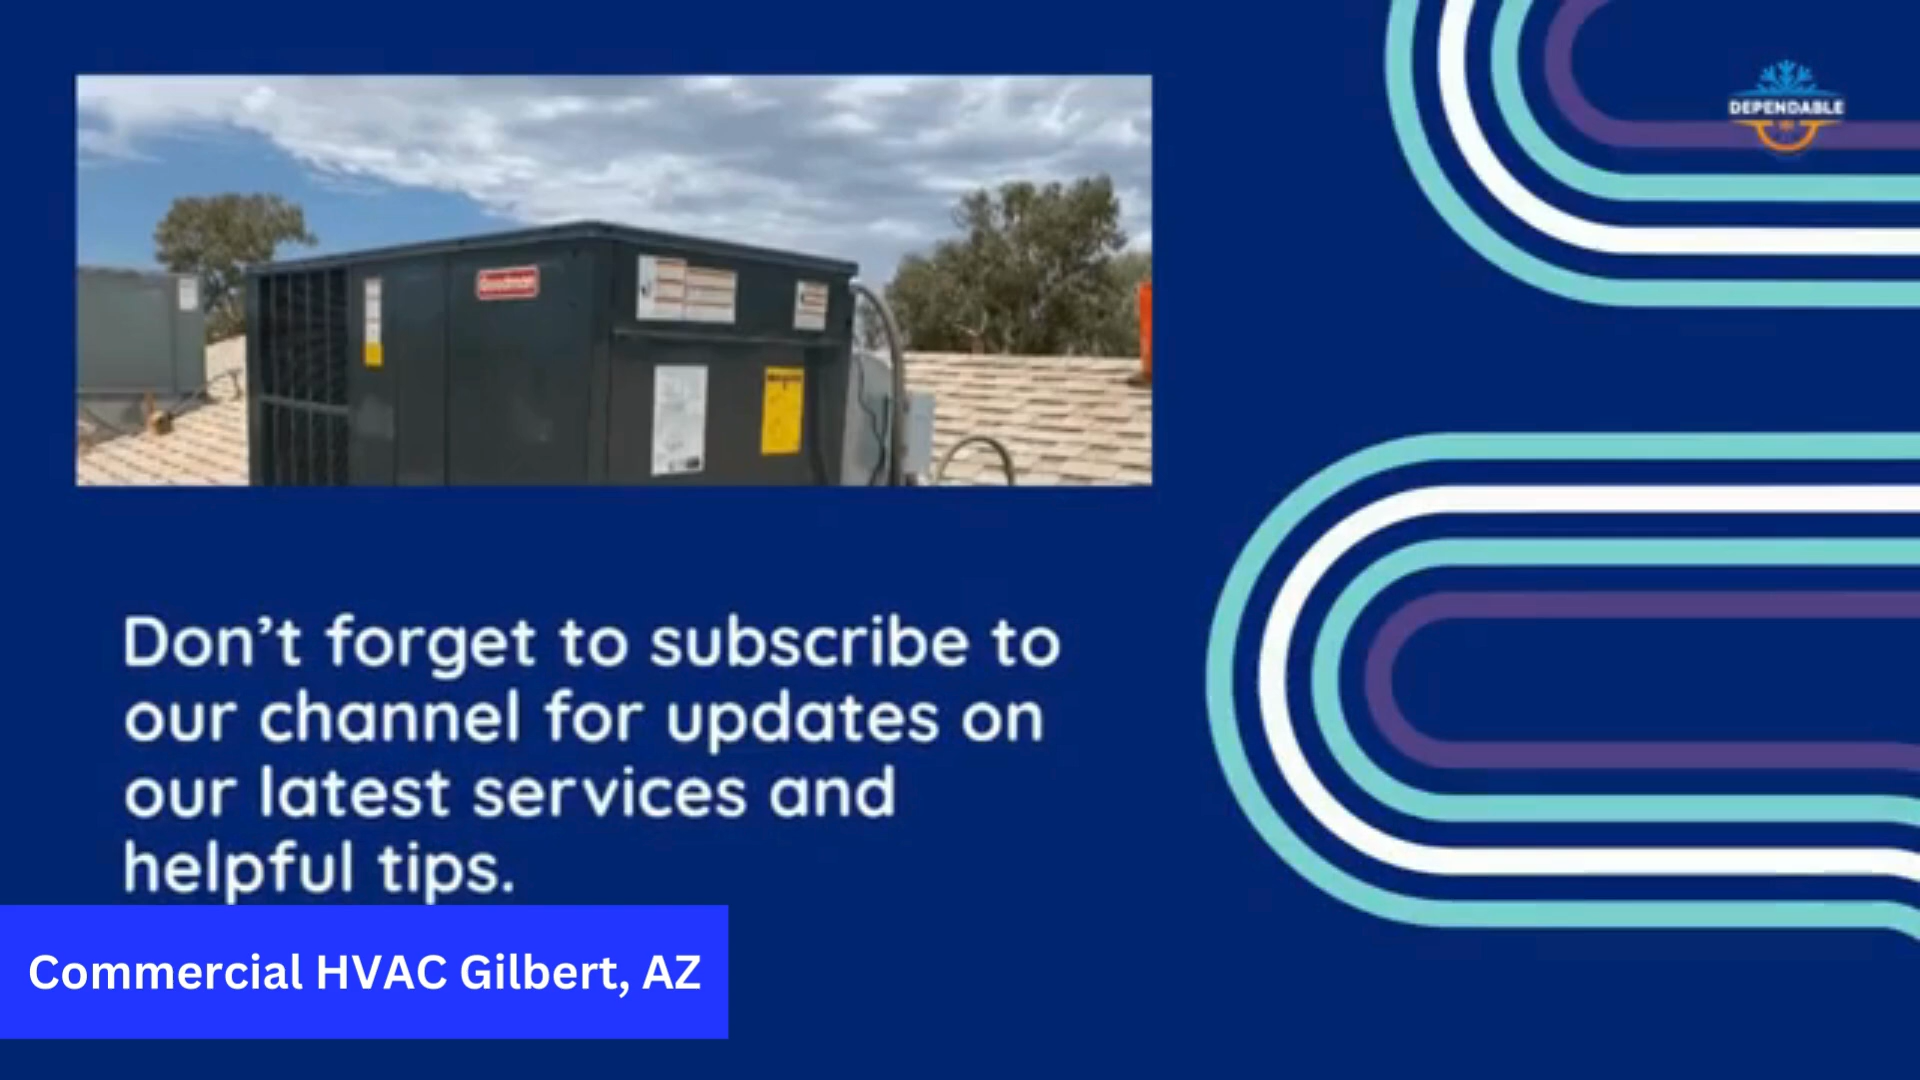 DEPENDABLE
Goodman
Don't forget to subscribe to
our channel for updates on
our latest services and
helpful tips.
Commercial HVAC Gilbert, AZ